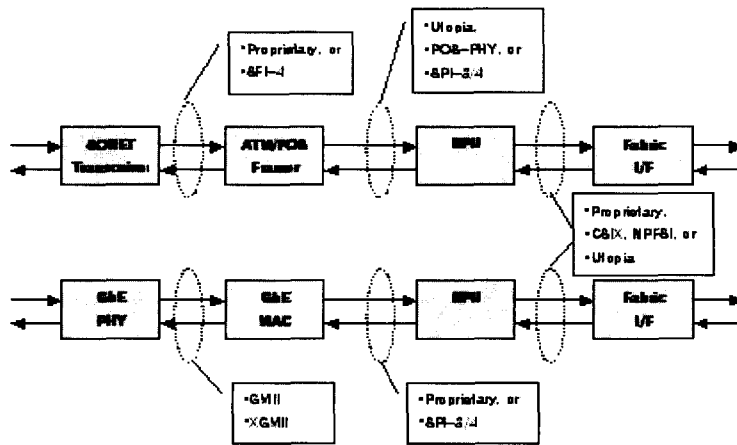 •Utopia,
•POS-PHY, or
•SPI-3/4
•Proprietary, or
•SFI-4
SONET
Transceiver
ATM/POS
Framer
NPU
Fabric
I/F
•Proprietary,
•CSIX, NPFSI, or
•Utopia
GbE
PHY
GbE
MAC
NPU
Fabric
I/F
•GMII
•XGMII
•Proprietary, or
•SPI-3/4